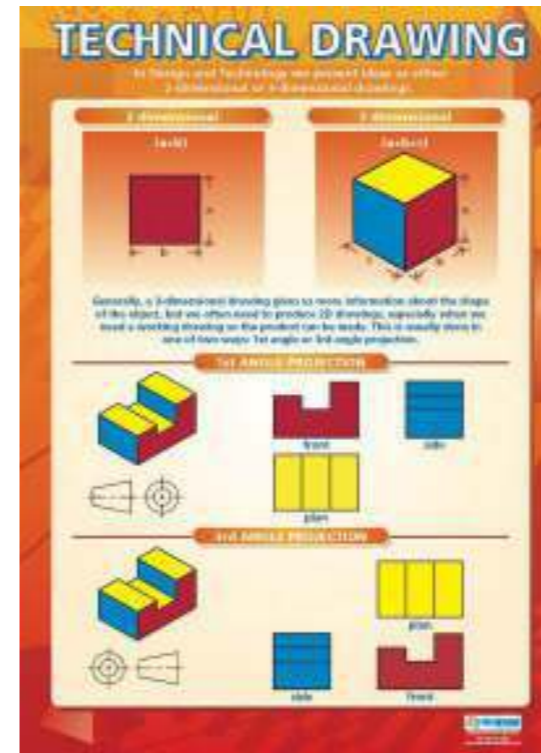 TECHNICAL DRAWING
In Design and Technology we present ideas as either
2-dimensional or 3-dimensional drawings.
2 dimensional
3 dimensional
(a×b)
(a×b×c)
Generally, a 3-dimensional drawing gives us more information about the shape
of the object, but we often need to produce 2D drawings, especially when we
need a working drawing so the product can be made. This is usually done in
one of two ways: 1st angle or 3rd angle projection.
1st ANGLE PROJECTION
front
side
plan
3rd ANGLE PROJECTION
plan
side
front